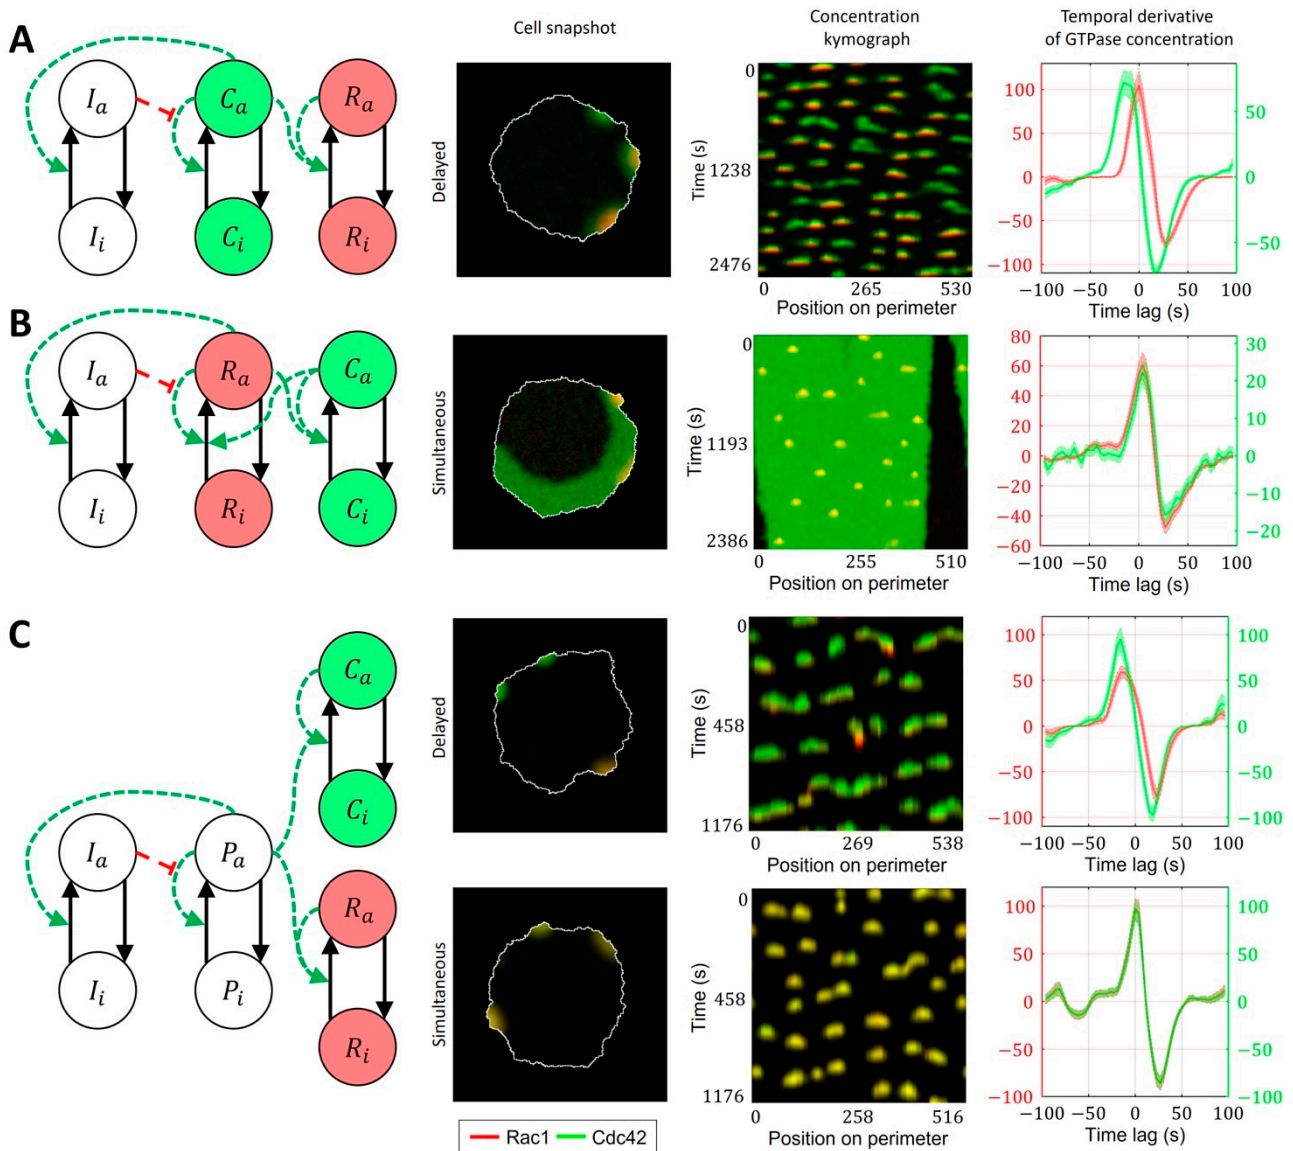 Cell snapshot
Concentration
kymograph
Temporal derivative
of GTPase concentration
A
I_a
C_a
R_a
I_i
C_i
R_i
Delayed
Time (s)
0
1238
2476
0 265 530
Position on perimeter
100
50
0
−50
−100
50
0
−50
−100 −50 0 50 100
Time lag (s)
B
I_a
R_a
C_a
I_i
R_i
C_i
Simultaneous
Time (s)
0
1193
2386
0 255 510
Position on perimeter
80
60
40
20
0
−20
−40
−60
30
20
10
0
−10
−20
−100 −50 0 50 100
Time lag (s)
C
C_a
C_i
I_a
P_a
R_a
I_i
P_i
R_i
Delayed
Time (s)
0
458
1176
0 269 538
Position on perimeter
100
50
0
−50
−100
100
50
0
−50
−100
−100 −50 0 50 100
Time lag (s)
Simultaneous
Time (s)
0
458
1176
0 258 516
Position on perimeter
100
50
0
−50
−100
100
50
0
−50
−100
−100 −50 0 50 100
Time lag (s)
Rac1 Cdc42